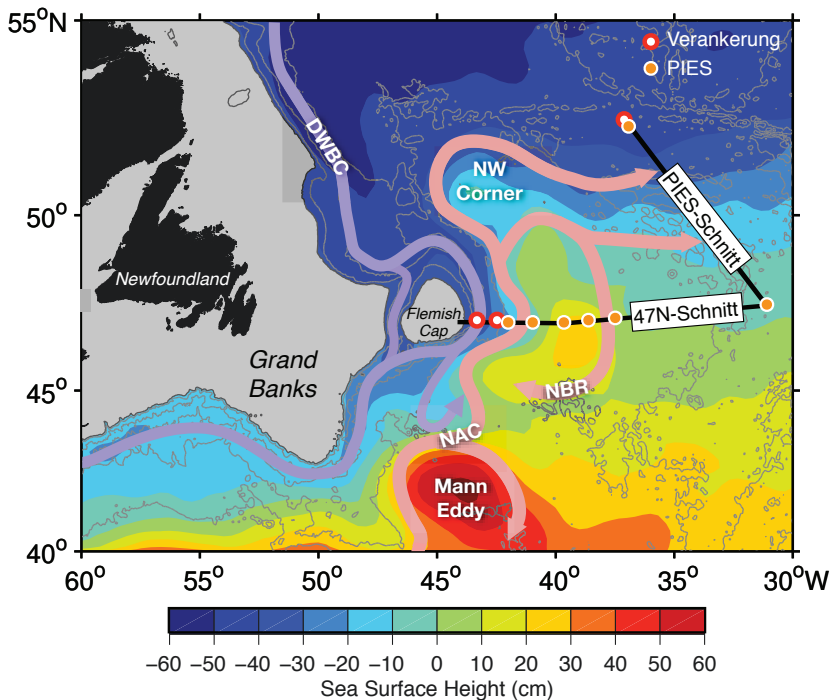 55°N
Verankerung
PIES
DWBC
NW
Corner
PIES-Schnitt
50°
Newfoundland
Flemish
Cap
47N-Schnitt
Grand
Banks
45°
NBR
NAC
Mann
Eddy
40°
60 55 50° 45° 40° 35° 30°W
−60 −50 −40 −30 −20 −10 0 10 20 30 40 50 60
Sea Surface Height (cm)